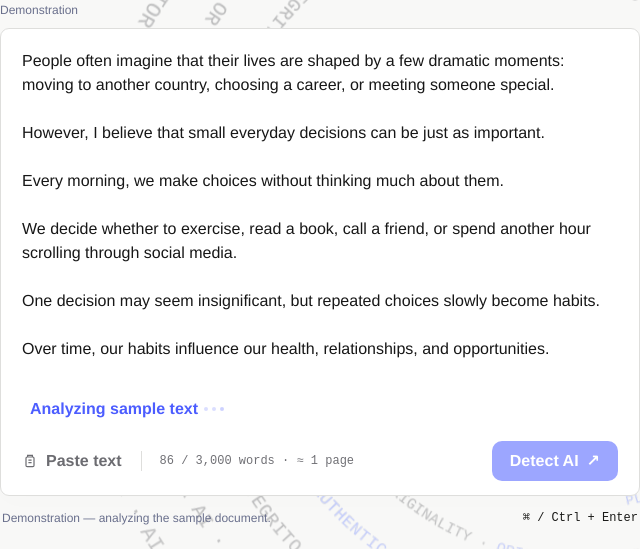 Demonstration
People often imagine that their lives are shaped by a few dramatic moments:
moving to another country, choosing a career, or meeting someone special.
However, I believe that small everyday decisions can be just as important.
Every morning, we make choices without thinking much about them.
We decide whether to exercise, read a book, call a friend, or spend another hour
scrolling through social media.
One decision may seem insignificant, but repeated choices slowly become habits.
Over time, our habits influence our health, relationships, and opportunities.
Analyzing sample text
Paste text
86 / 3,000 words · ≈ 1 page
Detect AI ↗
Demonstration — analyzing the sample document.
⌘ / Ctrl + Enter